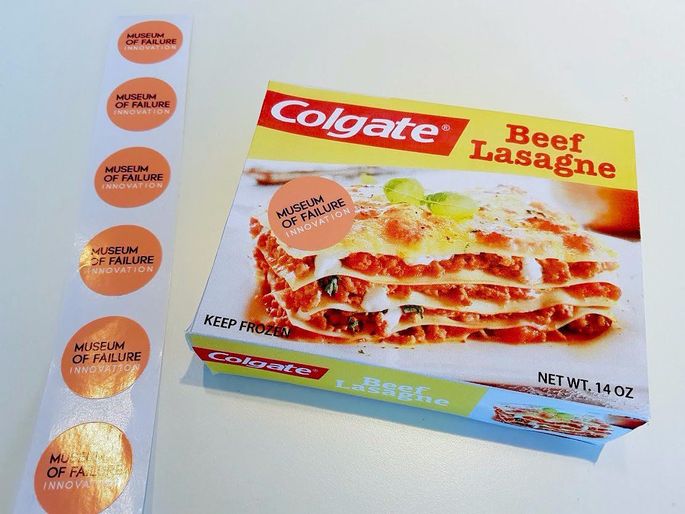 MUSEUM
OF FAILURE
INNOVATION
MUSEUM
OF FAILURE
INNOVATION
MUSEUM
OF FAILURE
INNOVATION
MUSEUM
OF FAILURE
INNOVATION
MUSEUM
OF FAILURE
INNOVATION
MUSEUM
OF FAILURE
INNOVATION
Colgate®
Beef
Lasagne
MUSEUM
OF FAILURE
INNOVATION
KEEP FROZEN
NET WT. 14 OZ
Colgate®
Beef
Lasagne